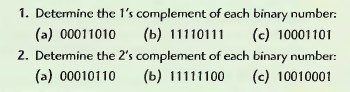 1. Determine the 1's complement of each binary number:
(a) 00011010 (b) 11110111 (c) 10001101
2. Determine the 2's complement of each binary number:
(a) 00010110 (b) 11111100 (c) 10010001